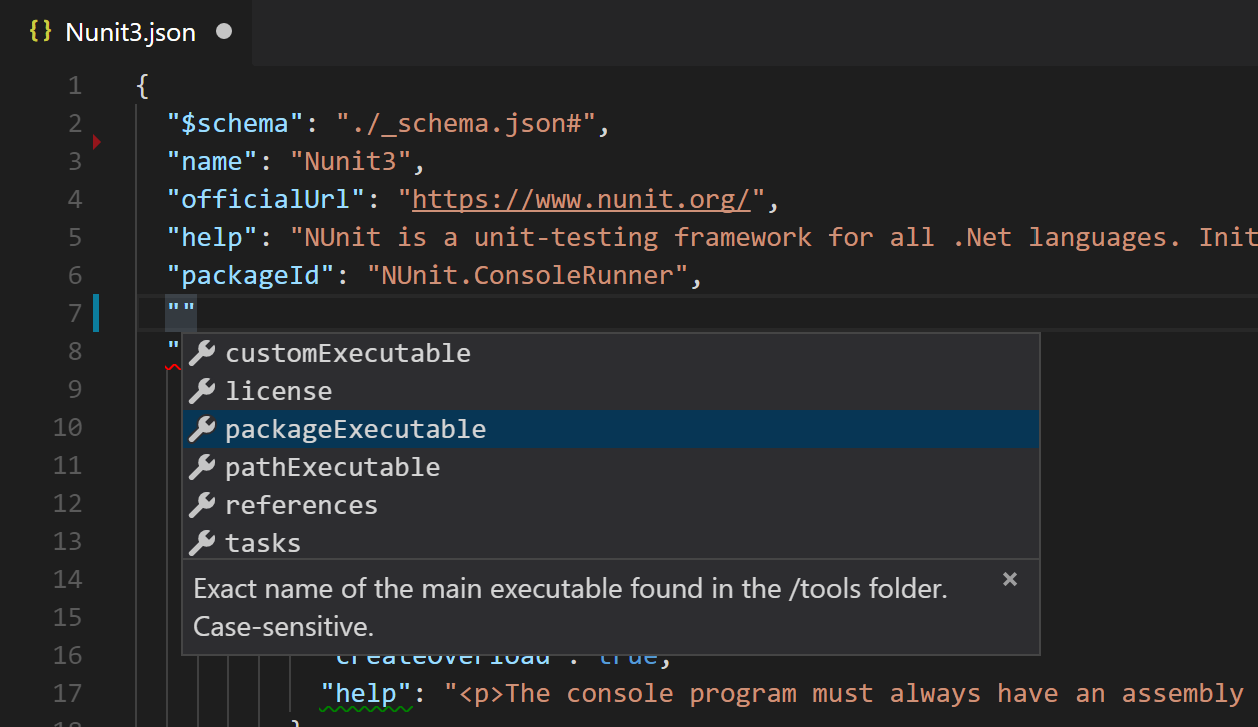 {} Nunit3.json
1 {
2 "$schema": "./_schema.json#",
3 "name": "Nunit3",
4 "officialUrl": "https://www.nunit.org/",
5 "help": "NUnit is a unit-testing framework for all .Net languages. Init
6 "packageId": "NUnit.ConsoleRunner",
7 ""
8 "
customExecutable
9
license
10
packageExecutable
11
pathExecutable
12
references
13
tasks
14
Exact name of the main executable found in the /tools folder.
15
Case-sensitive.
16 createOverload": true,
17 "help": "<p>The console program must always have an assembly
18 }